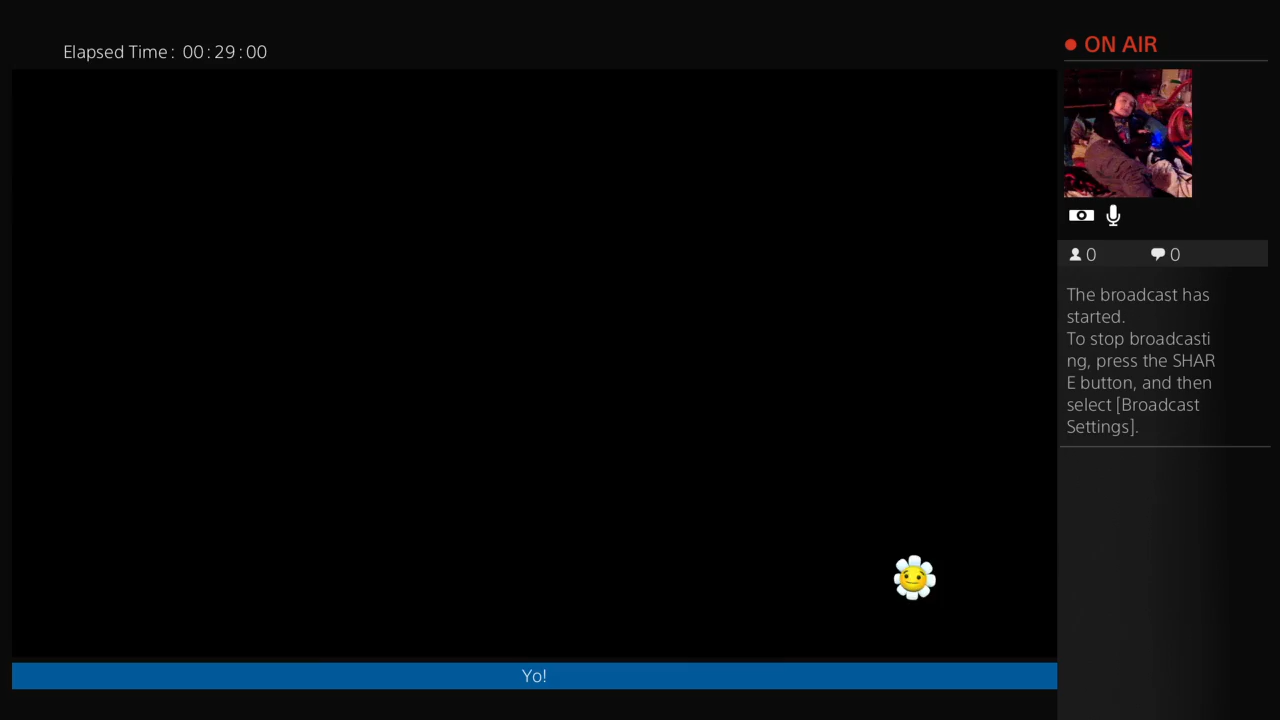 Elapsed Time: 00:29:00
ON AIR
0 0
The broadcast has
started.
To stop broadcasti
ng, press the SHAR
E button, and then
select [Broadcast
Settings].
Yo!